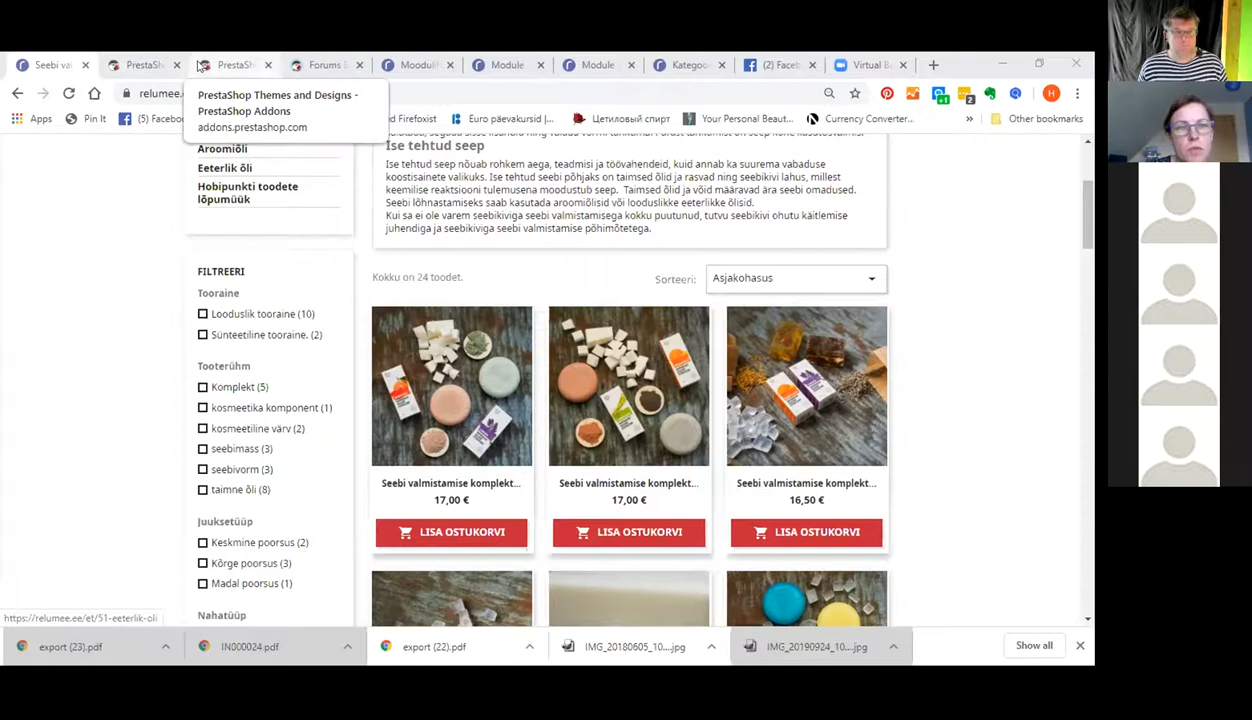 Seebi va
PrestaSh
PrestaSh
Forums
Moodul
Module
Module
Kategoo
(2) Faceb
Virtual B
relumee.
PrestaShop Themes and Designs -
PrestaShop Addons
addons.prestashop.com
Apps
Pin It
(5) Facebo
Firefoxist
Euro päevakursid |...
Цетиловый спирт
Your Personal Beaut...
Currency Converter...
»
Other bookmarks
Aroomiõli
Eeterlik õli
Hobipunkti toodete
lõpumüük
Ise tehtud seep
Ise tehtud seep nõuab rohkem aega, teadmisi ja töövahendeid, kuid annab ka suurema vabaduse
koostisainete valikuks. Ise tehtud seebi põhjaks on taimsed õlid ja rasvad ning seebikivi lahus, millest
keemilise reaktsiooni tulemusena moodustub seep. Taimsed õlid ja võid määravad ära seebi omadused.
Seebi lõhnastamiseks saab kasutada aroomiõlisid või looduslikke eeterlikke õlisid.
Kui sa ei ole varem seebikiviga seebi valmistamisega kokku puutunud, tutvu seebikivi ohutu käitlemise
juhendiga ja seebikiviga seebi valmistamise põhimõtetega.
FILTREERI
Tooraine
Looduslik tooraine (10)
Sünteetiline tooraine. (2)
Tooterühm
Komplekt (5)
kosmeetika komponent (1)
kosmeetiline värv (2)
seebimass (3)
seebivorm (3)
taimne õli (8)
Juuksetüüp
Keskmine poorsus (2)
Kõrge poorsus (3)
Madal poorsus (1)
Nahatüüp
Kokku on 24 toodet.
Sorteeri:
Asjakohasus
Seebi valmistamise komplekt...
17,00 €
LISA OSTUKORVI
Seebi valmistamise komplekt...
17,00 €
LISA OSTUKORVI
Seebi valmistamise komplekt...
16,50 €
LISA OSTUKORVI
https://relumee.ee/et/51-eeterlik-oli
export (23).pdf
IN000024.pdf
export (22).pdf
IMG_20180605_10....jpg
IMG_20190924_10....jpg
Show all